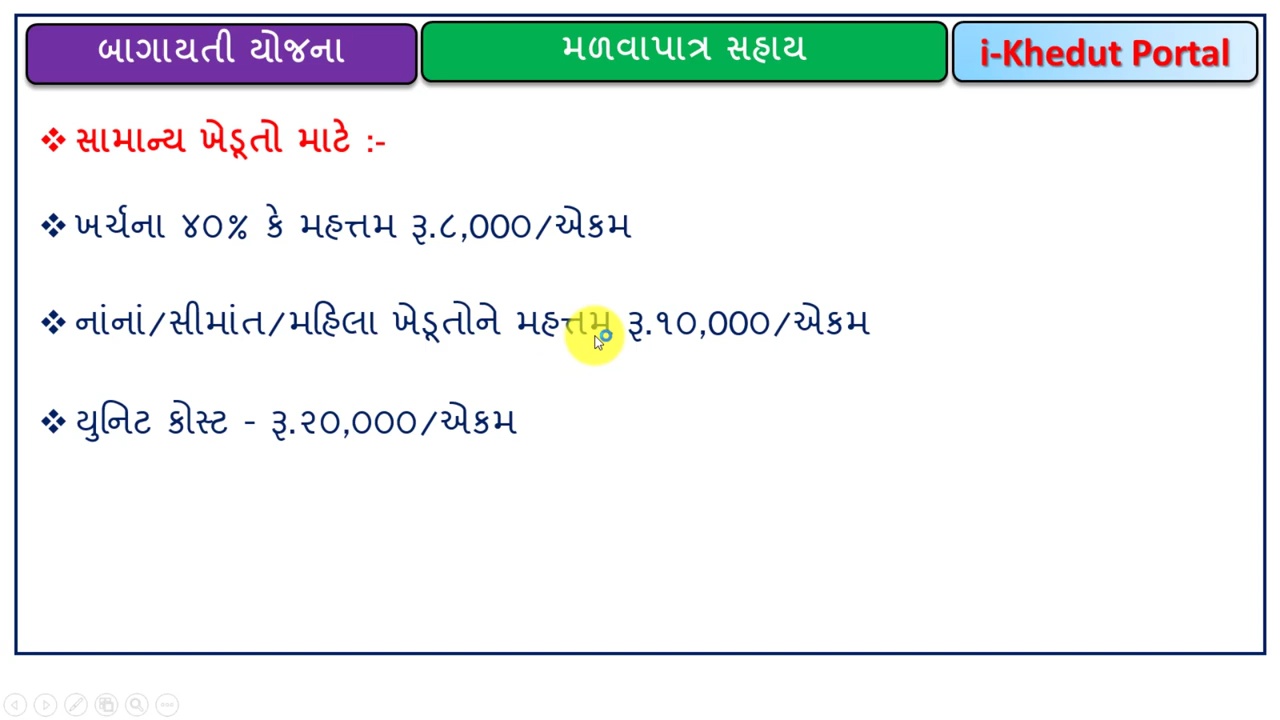 બાગાયતી યોજના
મળવાપાત્ર સહાય
i-Khedut Portal
❖ સામાન્ય ખેડૂતો માટે :-
❖ ખર્ચના ૪૦% કે મહત્તમ રૂ.૮,૦૦૦/એકમ
❖ નાંનાં/સીમાંત/મહિલા ખેડૂતોને મહત્તમ રૂ.૧૦,૦૦૦/એકમ
❖ યુનિટ કોસ્ટ - રૂ.૨૦,૦૦૦/એકમ